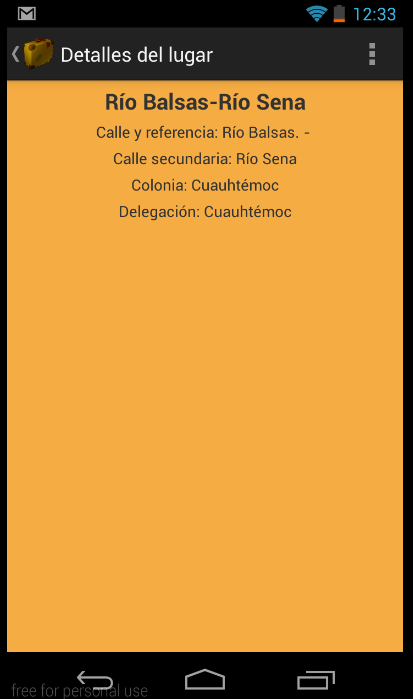 12:33
Detalles del lugar
Río Balsas-Río Sena
Calle y referencia: Río Balsas. -
Calle secundaria: Río Sena
Colonia: Cuauhtémoc
Delegación: Cuauhtémoc
free for personal use